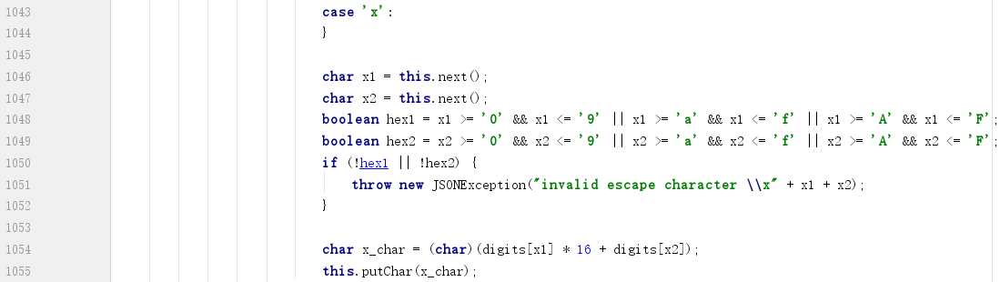 1043 case 'x':
1044 }
1045
1046 char x1 = this.next();
1047 char x2 = this.next();
1048 boolean hex1 = x1 >= '0' && x1 <= '9' || x1 >= 'a' && x1 <= 'f' || x1 >= 'A' && x1 <= 'F';
1049 boolean hex2 = x2 >= '0' && x2 <= '9' || x2 >= 'a' && x2 <= 'f' || x2 >= 'A' && x2 <= 'F';
1050 if (!hex1 || !hex2) {
1051 throw new JSONException("invalid escape character \\x" + x1 + x2);
1052 }
1053
1054 char x_char = (char)(digits[x1] * 16 + digits[x2]);
1055 this.putChar(x_char);